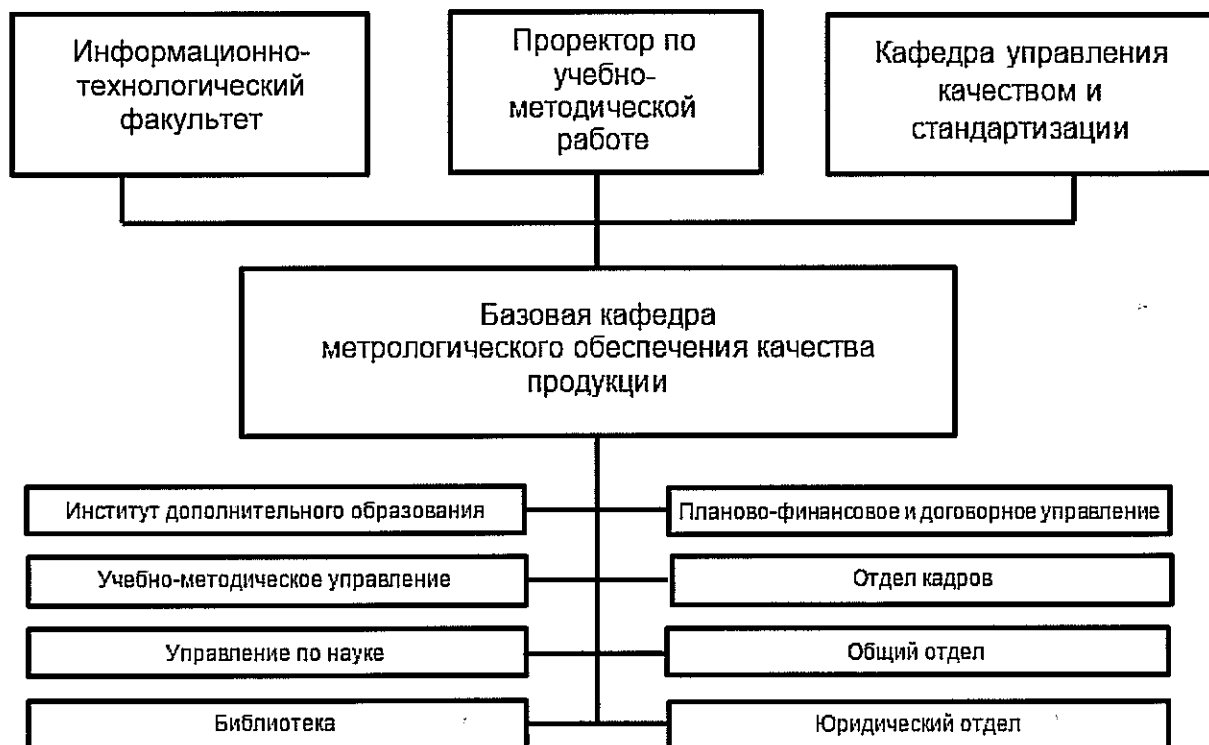 Информационно-
технологический
факультет
Проректор по
учебно-
методической
работе
Кафедра управления
качеством и
стандартизации
Базовая кафедра
метрологического обеспечения качества
продукции
Институт дополнительного образования
Планово-финансовое и договорное управление
Учебно-методическое управление
Отдел кадров
Управление по науке
Общий отдел
Библиотека
Юридический отдел